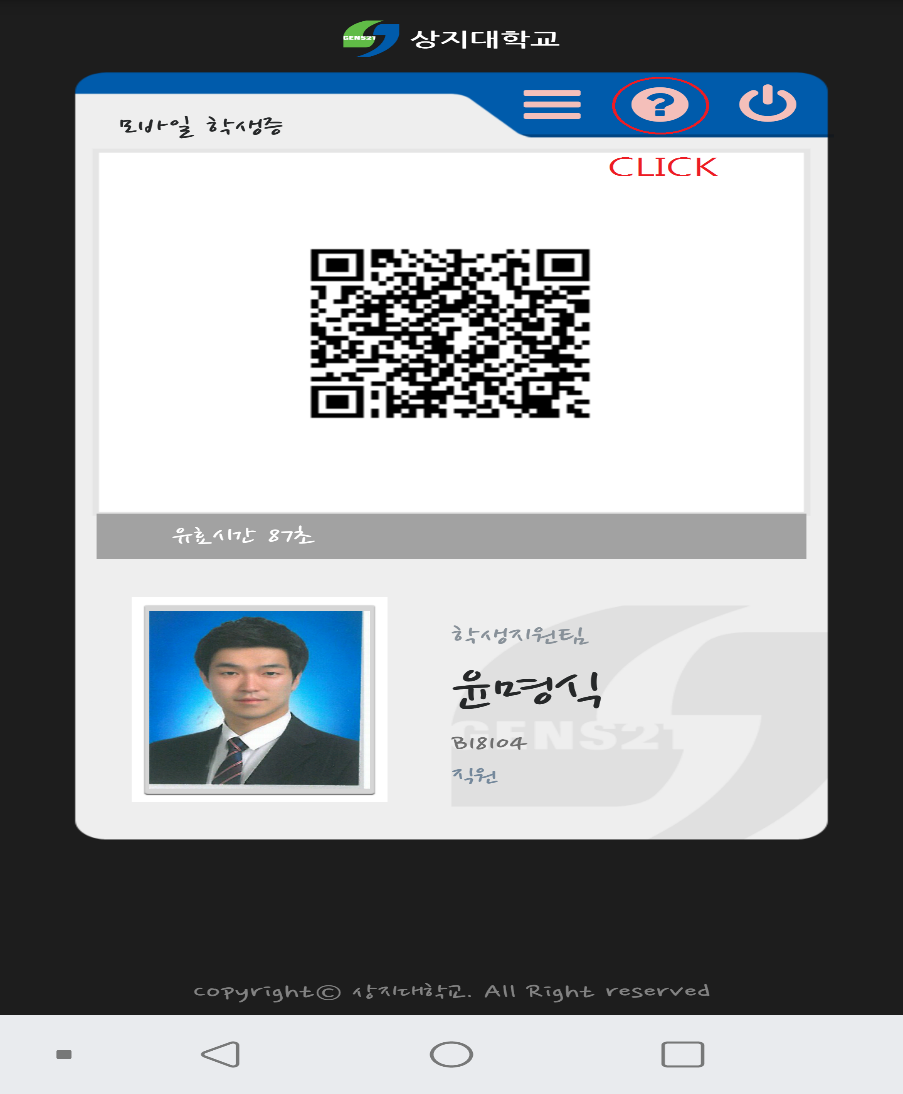 GENS21 상지대학교
모바일 학생증
CLICK
유효시간 87초
학생지원팀
윤명식
B18104
직원
GENS21
copyright© 상지대학교. All Right reserved